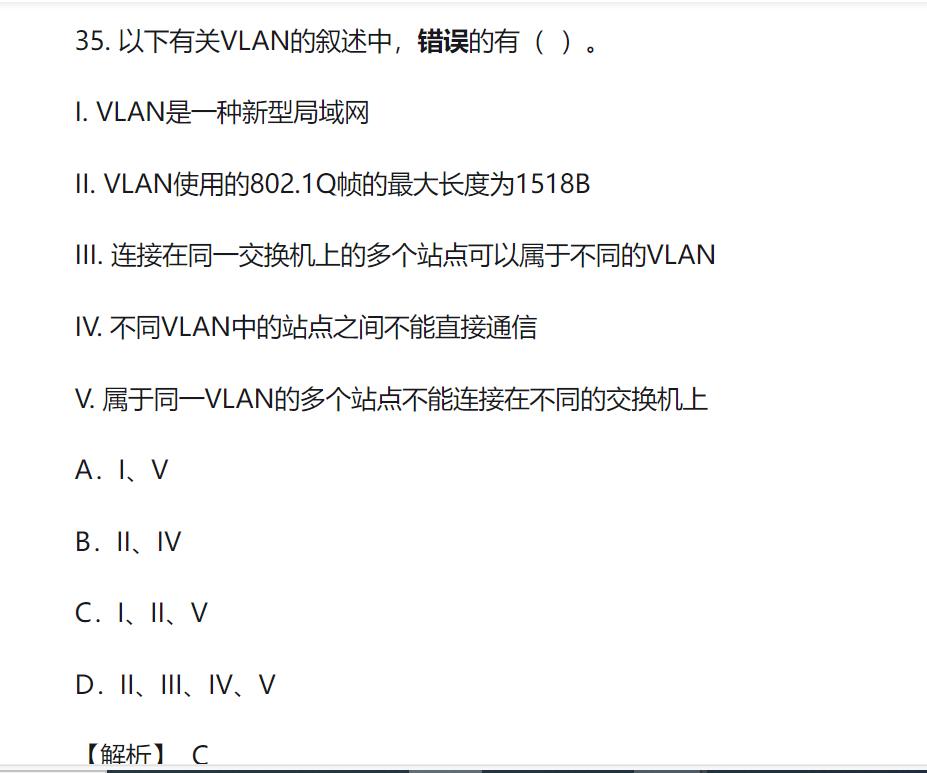 35. 以下有关VLAN的叙述中，错误的有（ ）。
I. VLAN是一种新型局域网
II. VLAN使用的802.1Q帧的最大长度为1518B
III. 连接在同一交换机上的多个站点可以属于不同的VLAN
IV. 不同VLAN中的站点之间不能直接通信
V. 属于同一VLAN的多个站点不能连接在不同的交换机上
A．I、V
B．II、IV
C．I、II、V
D．II、III、IV、V
【解析】 C